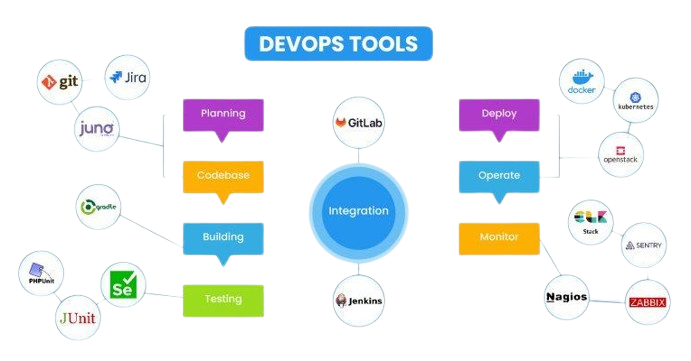 DEVOPS TOOLS
git
Jira
juno
Planning
Codebase
gradle
Building
PHPUnit
JUnit
Se
Testing
GitLab
Integration
Jenkins
Deploy
Operate
Monitor
docker
kubernetes
openstack
ELK
Stack
SENTRY
Nagios
ZABBIX